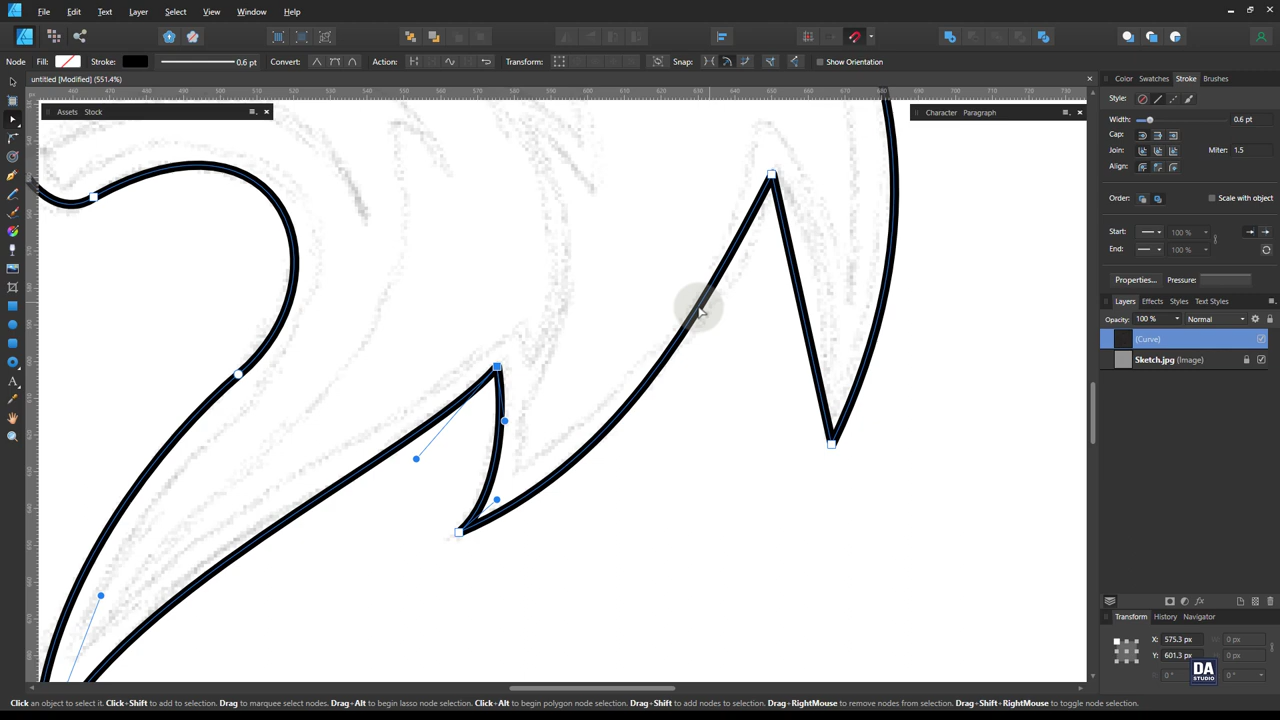 File Edit Text Layer Select View Window Help
Node Fill: Stroke: 0.6 pt Convert: Action: Transform: Snap: Show Orientation
untitled [Modified] (551.4%)
Color Swatches Stroke Brushes
Style:
Width: 0.6 pt
Cap:
Join: Miter: 1.5
Align:
Order: Scale with object
Start: 100 %
End: 100 %
Properties... Pressure:
Assets Stock
Character Paragraph
Layers Effects Styles Text Styles
Opacity: 100 % Normal
(Curve)
Sketch.jpg (Image)
Transform History Navigator
X: 575.3 px W: 0 px
Y: 601.3 px H: 0 px
DA
STUDIO
Click an object to select it. Click+Shift to add to selection. Drag to marquee select nodes. Drag+Alt to begin lasso node selection. Click+Alt to begin polygon node selection. Drag+Shift to add nodes to selection. Drag+RightMouse to remove nodes from selection. Drag+Shift+RightMouse to toggle node selection.